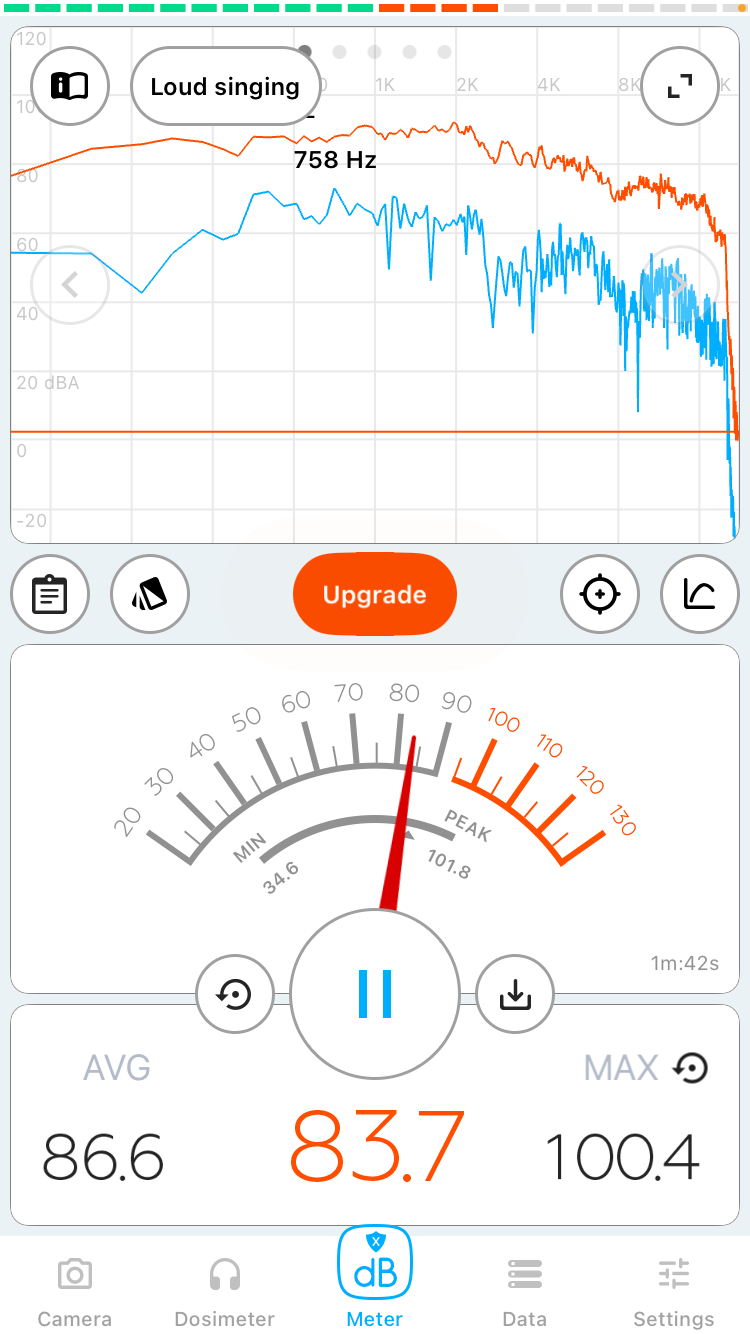 120
Loud singing
1K
2K
4K
8K
K
10
758 Hz
80
60
40
20 dBA
0
-20
Upgrade
20
30
40
50
60
70
80
90
100
110
120
130
MIN
34.6
PEAK
101.8
1m:42s
AVG
MAX
86.6
83.7
100.4
X
dB
Camera
Dosimeter
Meter
Data
Settings